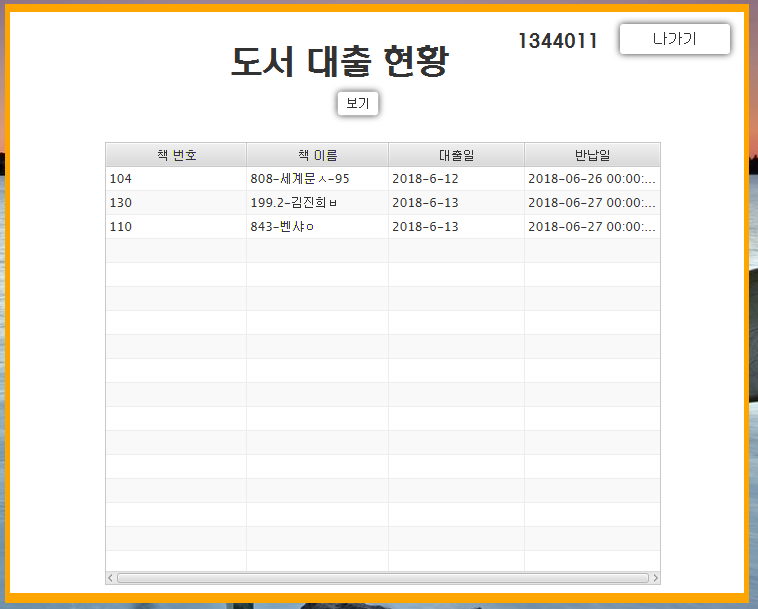 1344011 나가기
도서 대출 현황
보기
책 번호 책 이름 대출일 반납일
104 808-세계문ㅅ-95 2018-6-12 2018-06-26 00:00:...
130 199.2-김진희ㅂ 2018-6-13 2018-06-27 00:00:...
110 843-벤샤ㅇ 2018-6-13 2018-06-27 00:00:...